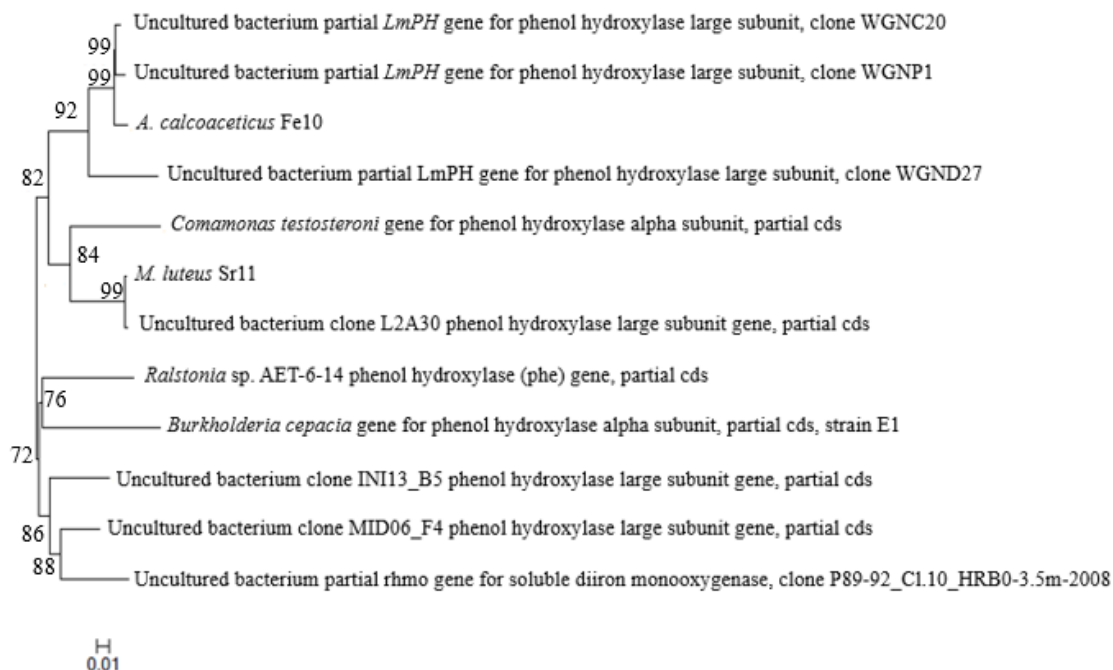 Uncultured bacterium partial LmPH gene for phenol hydroxylase large subunit, clone WGNC20
99
Uncultured bacterium partial LmPH gene for phenol hydroxylase large subunit, clone WGNP1
99
92
A. calcoaceticus Fe10
Uncultured bacterium partial LmPH gene for phenol hydroxylase large subunit, clone WGND27
82
Comamonas testosteroni gene for phenol hydroxylase alpha subunit, partial cds
84
M. luteus Sr11
99
Uncultured bacterium clone L2A30 phenol hydroxylase large subunit gene, partial cds
Ralstonia sp. AET-6-14 phenol hydroxylase (phe) gene, partial cds
76
Burkholderia cepacia gene for phenol hydroxylase alpha subunit, partial cds, strain E1
72
Uncultured bacterium clone INI13_B5 phenol hydroxylase large subunit gene, partial cds
Uncultured bacterium clone MID06_F4 phenol hydroxylase large subunit gene, partial cds
86
88
Uncultured bacterium partial rhmo gene for soluble diiron monooxygenase, clone P89-92_Cl.10_HRB0-3.5m-2008
0.01